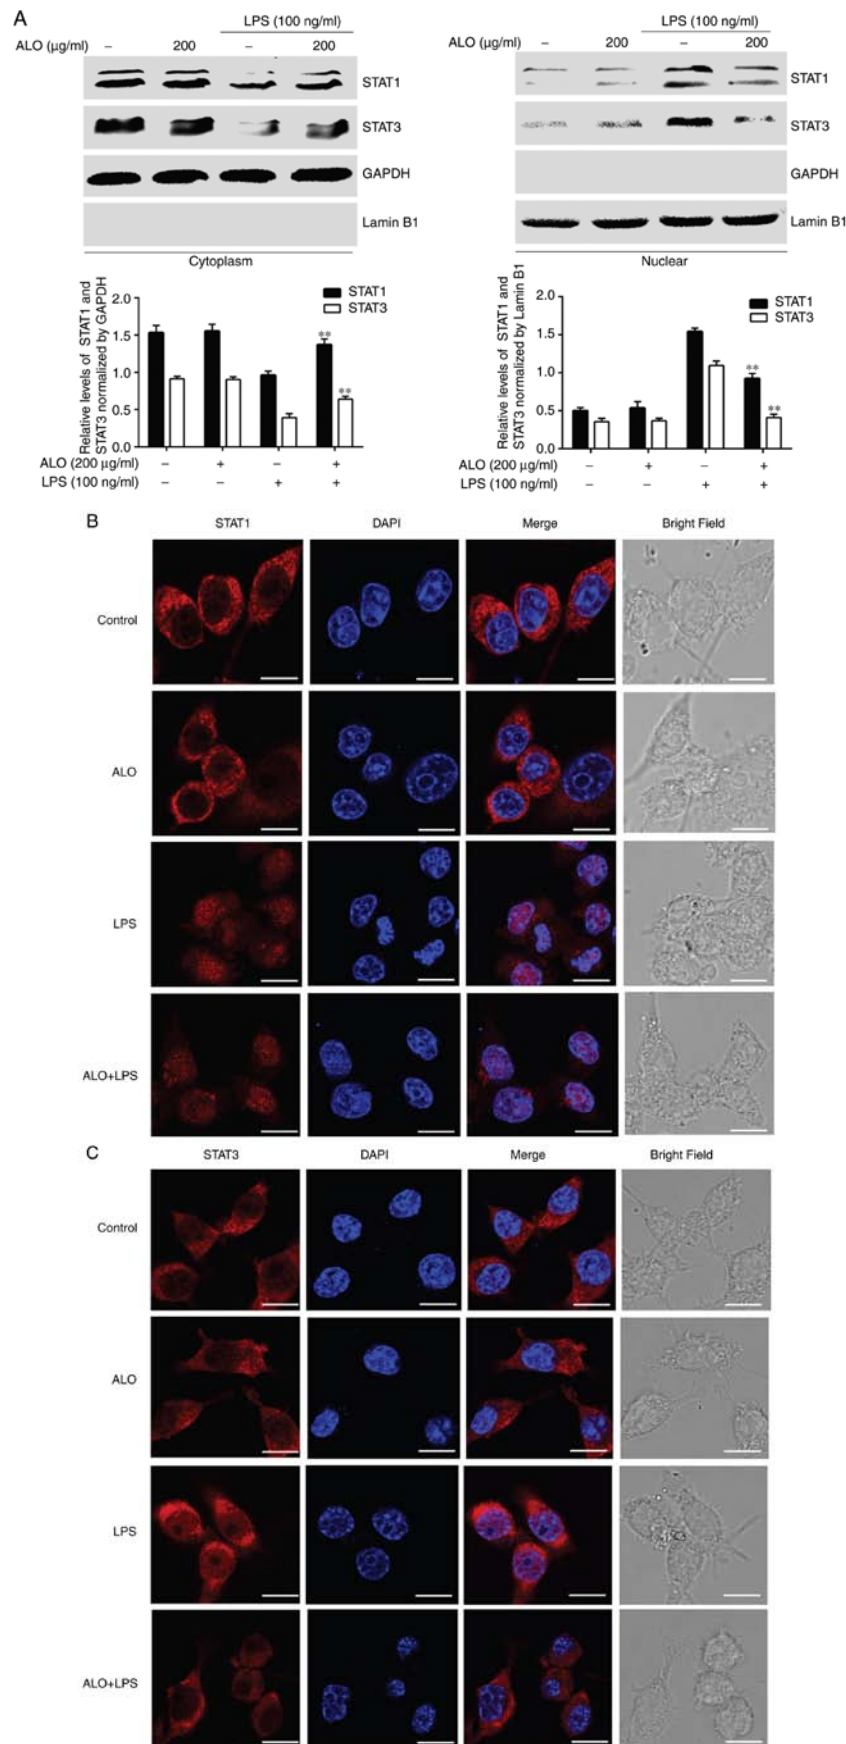 A
LPS (100 ng/ml)
ALO (µg/ml) – 200 – 200
STAT1
STAT3
GAPDH
Lamin B1
Cytoplasm
LPS (100 ng/ml)
ALO (µg/ml) – 200 – 200
STAT1
STAT3
GAPDH
Lamin B1
Nuclear
Relative levels of STAT1 and
STAT3 normalized by GAPDH
2.0
1.5
1.0
0.5
0.0
STAT1
STAT3
**
**
ALO (200 µg/ml) – + – +
LPS (100 ng/ml) – – + +
Relative levels of STAT1 and
STAT3 normalized by Lamin B1
2.0
1.5
1.0
0.5
0.0
STAT1
STAT3
**
**
ALO (200 µg/ml) – + – +
LPS (100 ng/ml) – – + +
B
STAT1 DAPI Merge Bright Field
Control
ALO
LPS
ALO+LPS
C
STAT3 DAPI Merge Bright Field
Control
ALO
LPS
ALO+LPS